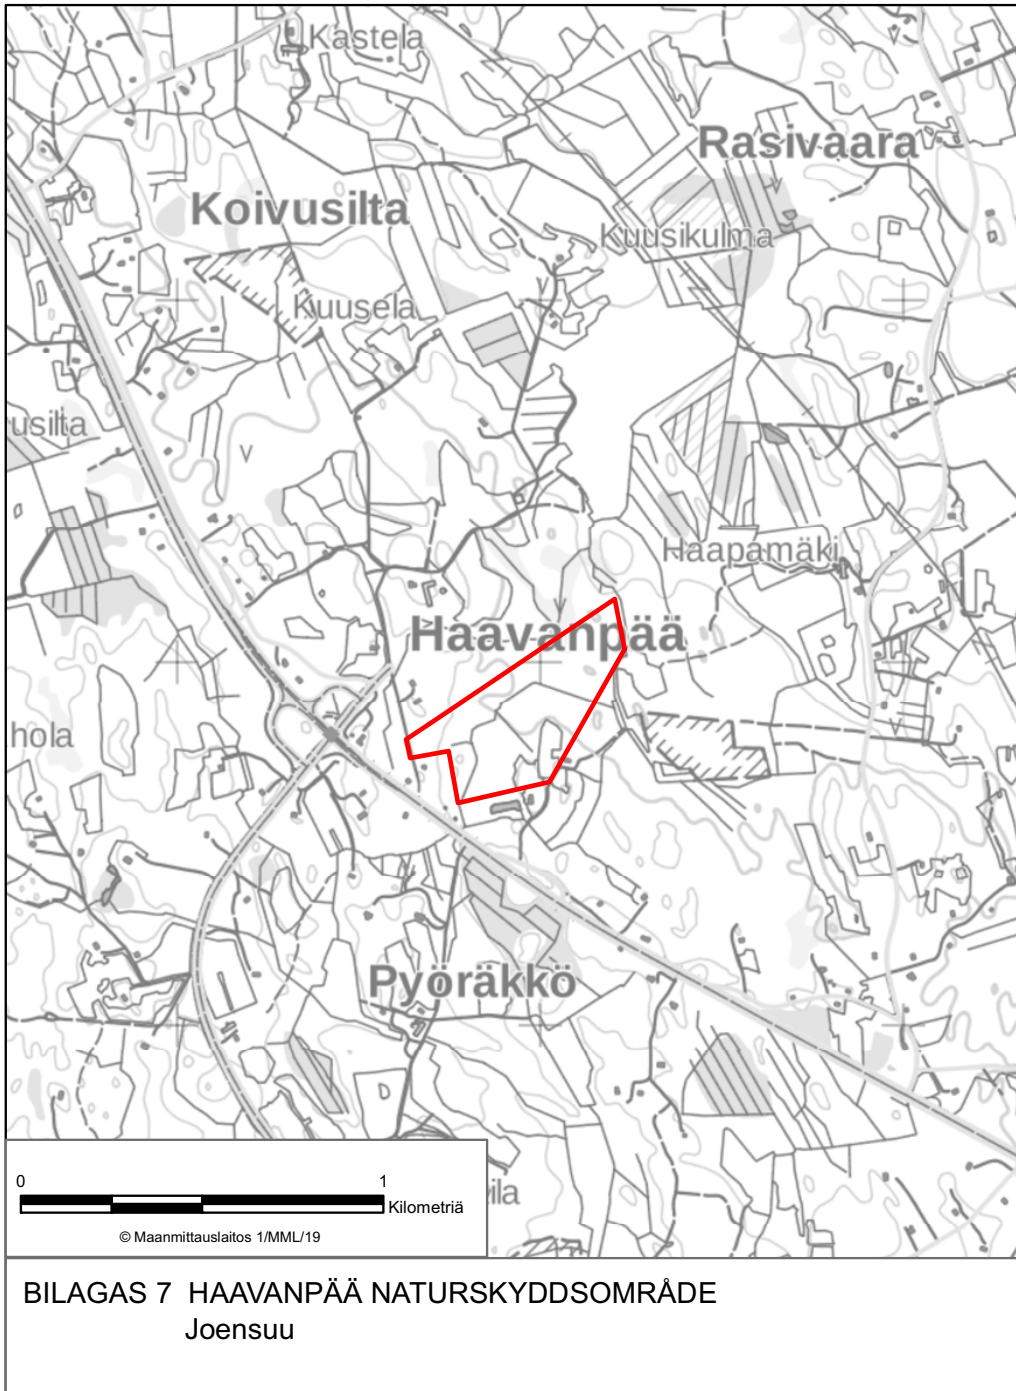 Kastela
Rasivaara
Koivusilta
Kuusikulma
Kuusela
usilta
Haapamäki
Haavanpää
hola
Pyöräkkö
ila
0 1
Kilometriä
© Maanmittauslaitos 1/MML/19
BILAGAS 7 HAAVANPÄÄ NATURSKYDDSOMRÅDE
Joensuu